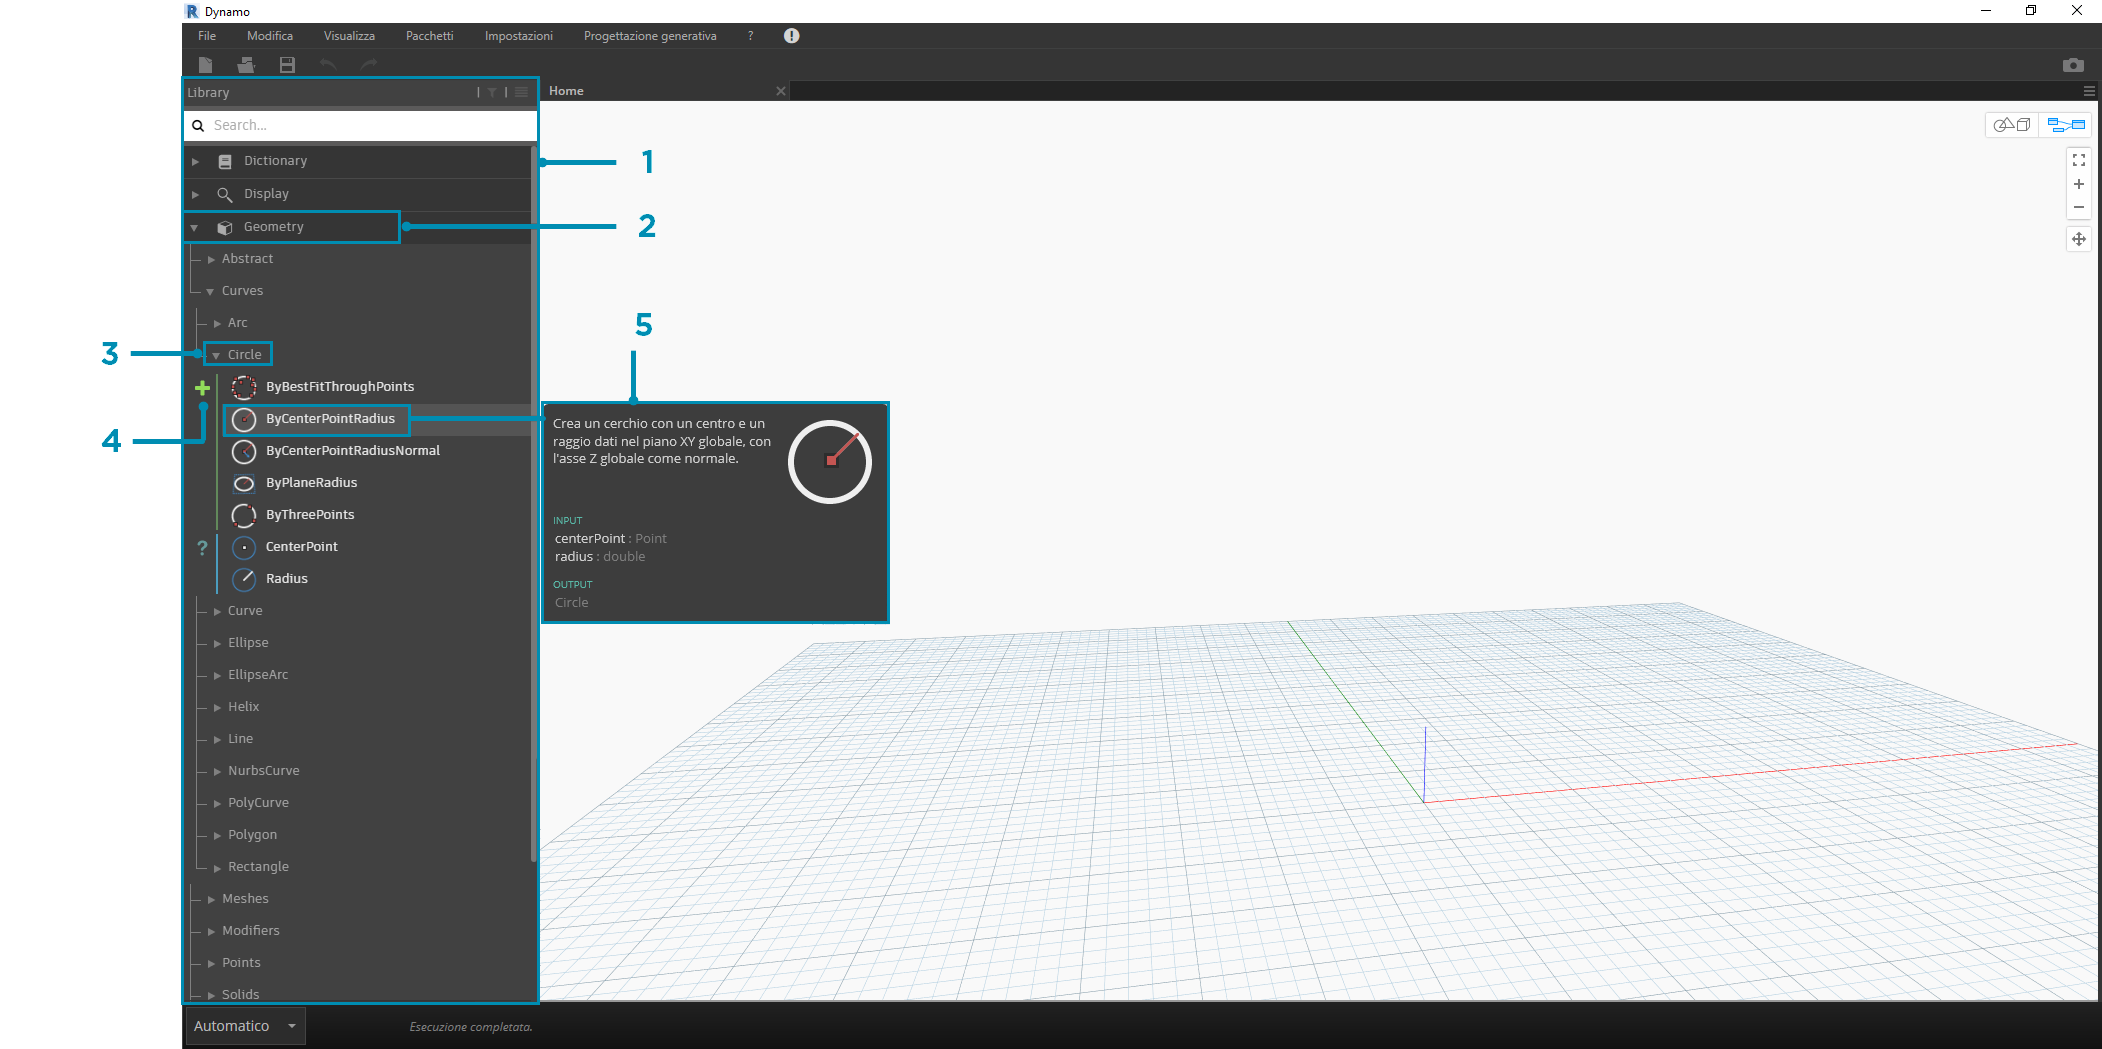 Dynamo
File Modifica Visualizza Pacchetti Impostazioni Progettazione generativa ?
Library
Home
Search...
Dictionary
1
Display
Geometry
2
Abstract
Curves
Arc
5
3
Circle
ByBestFitThroughPoints
ByCenterPointRadius
4
ByCenterPointRadiusNormal
ByPlaneRadius
ByThreePoints
? CenterPoint
Radius
Crea un cerchio con un centro e un
raggio dati nel piano XY globale, con
l'asse Z globale come normale.
INPUT
centerPoint : Point
radius : double
OUTPUT
Circle
Curve
Ellipse
EllipseArc
Helix
Line
NurbsCurve
PolyCurve
Polygon
Rectangle
Meshes
Modifiers
Points
Solids
Automatico
Esecuzione completata.